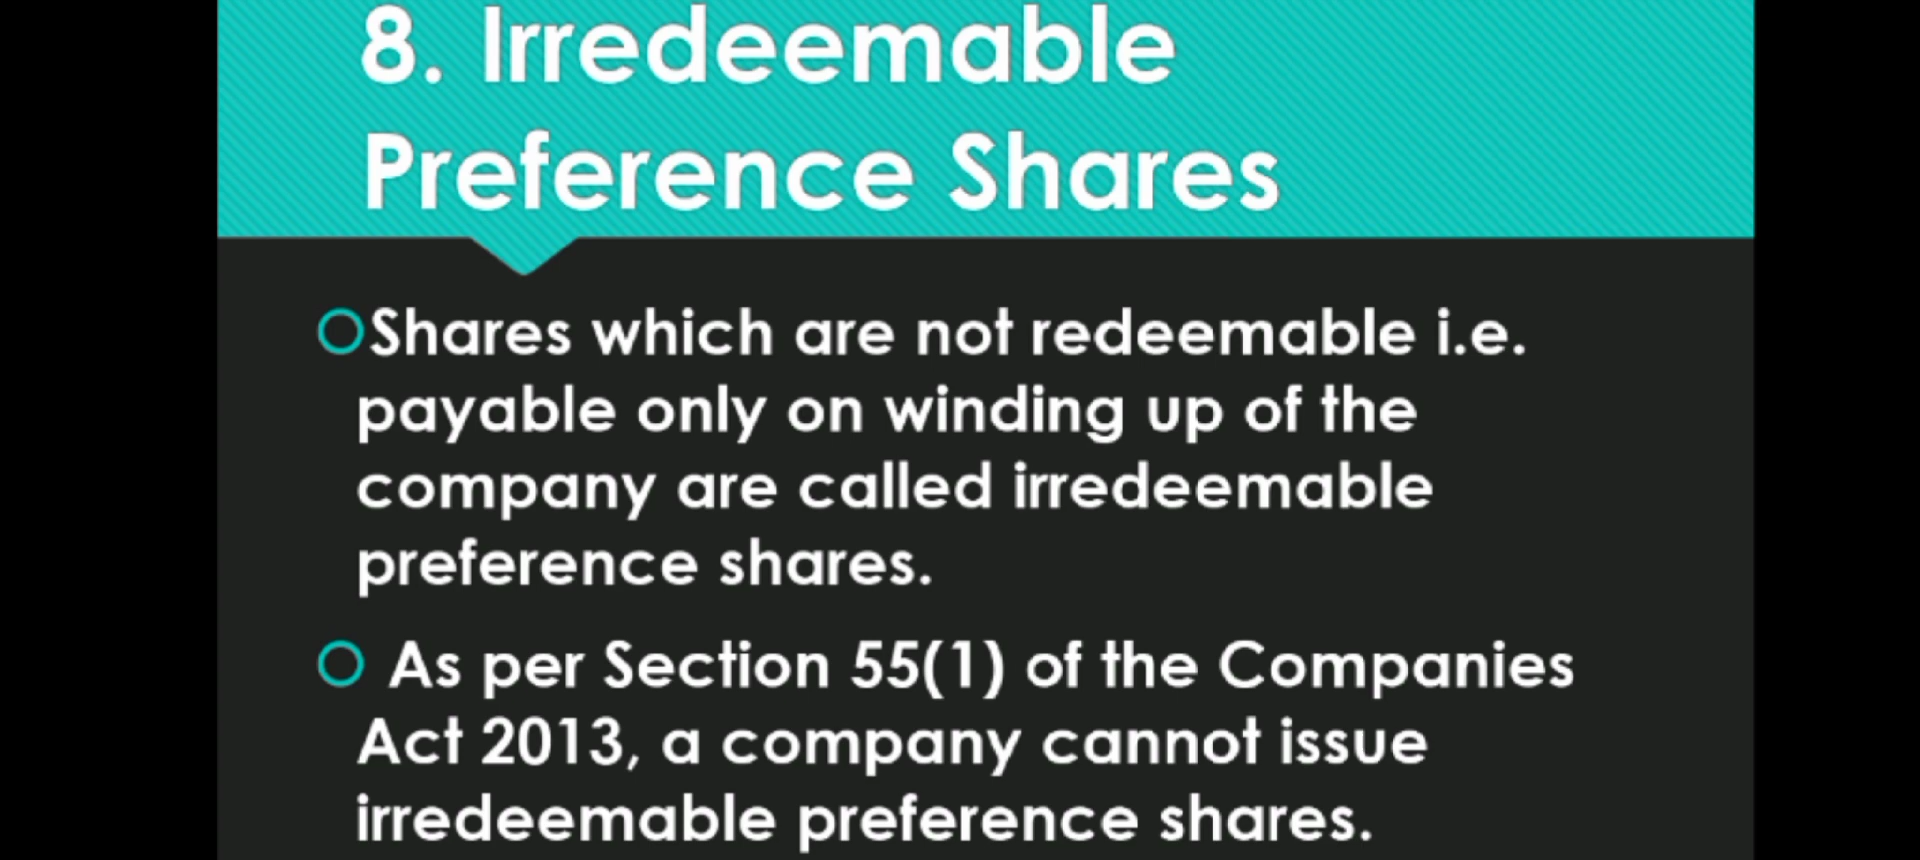 8. Irredeemable
Preference Shares
Shares which are not redeemable i.e.
payable only on winding up of the
company are called irredeemable
preference shares.
As per Section 55(1) of the Companies
Act 2013, a company cannot issue
irredeemable preference shares.